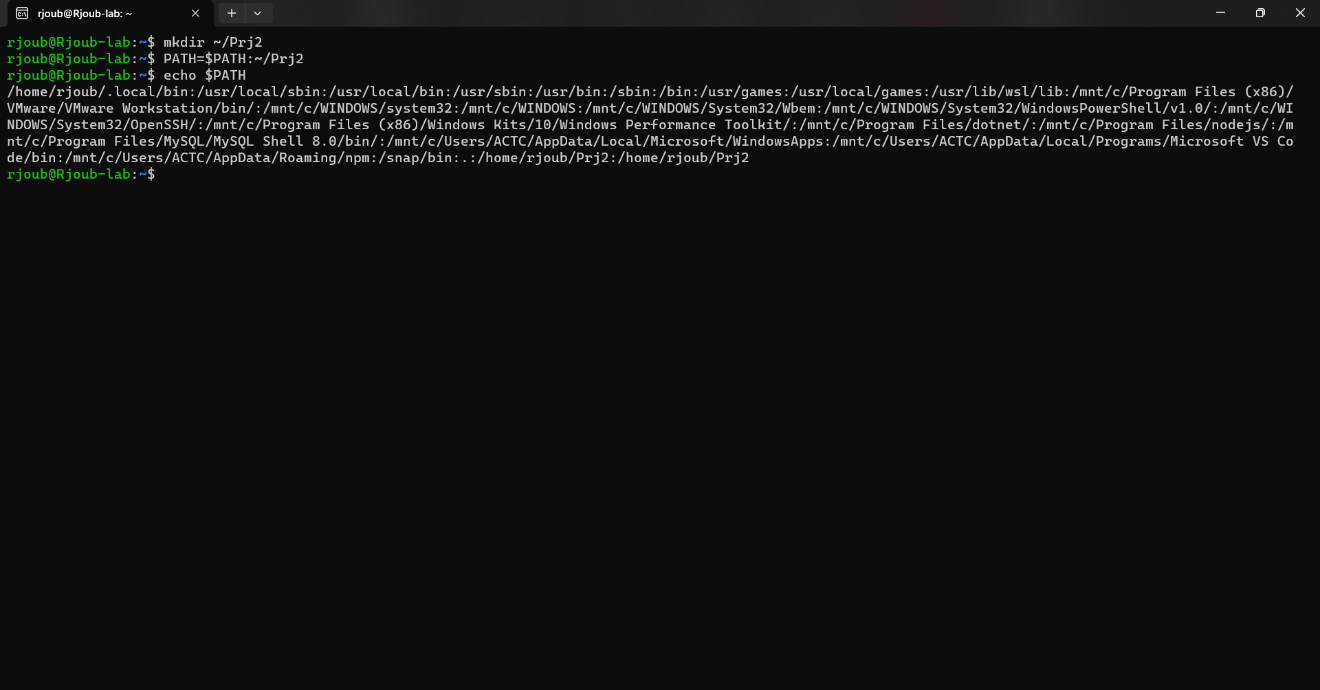 rjoub@Rjoub-lab: ~
rjoub@Rjoub-lab:~$ mkdir ~/Prj2
rjoub@Rjoub-lab:~$ PATH=$PATH:~/Prj2
rjoub@Rjoub-lab:~$ echo $PATH
/home/rjoub/.local/bin:/usr/local/sbin:/usr/local/bin:/usr/sbin:/usr/bin:/sbin:/bin:/usr/games:/usr/local/games:/usr/lib/wsl/lib:/mnt/c/Program Files (x86)/
VMware/VMware Workstation/bin/:/mnt/c/WINDOWS/system32:/mnt/c/WINDOWS:/mnt/c/WINDOWS/System32/Wbem:/mnt/c/WINDOWS/System32/WindowsPowerShell/v1.0/:/mnt/c/WI
NDOWS/System32/OpenSSH/:/mnt/c/Program Files (x86)/Windows Kits/10/Windows Performance Toolkit/:/mnt/c/Program Files/dotnet/:/mnt/c/Program Files/nodejs/:/m
nt/c/Program Files/MySQL/MySQL Shell 8.0/bin/:/mnt/c/Users/ACTC/AppData/Local/Microsoft/WindowsApps:/mnt/c/Users/ACTC/AppData/Local/Programs/Microsoft VS Co
de/bin:/mnt/c/Users/ACTC/AppData/Roaming/npm:/snap/bin:.:/home/rjoub/Prj2:/home/rjoub/Prj2
rjoub@Rjoub-lab:~$